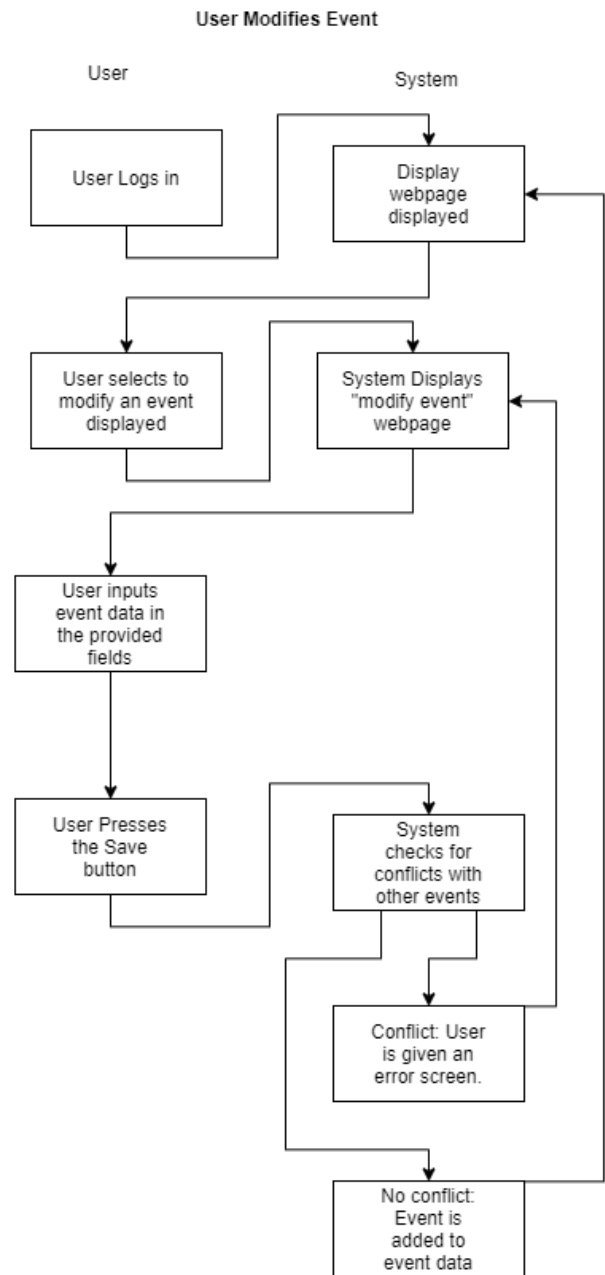 User Modifies Event
User
System
User Logs in
Display
webpage
displayed
User selects to
modify an event
displayed
System Displays
"modify event"
webpage
User inputs
event data in
the provided
fields
User Presses
the Save
button
System
checks for
conflicts with
other events
Conflict: User
is given an
error screen.
No conflict:
Event is
added to
event data